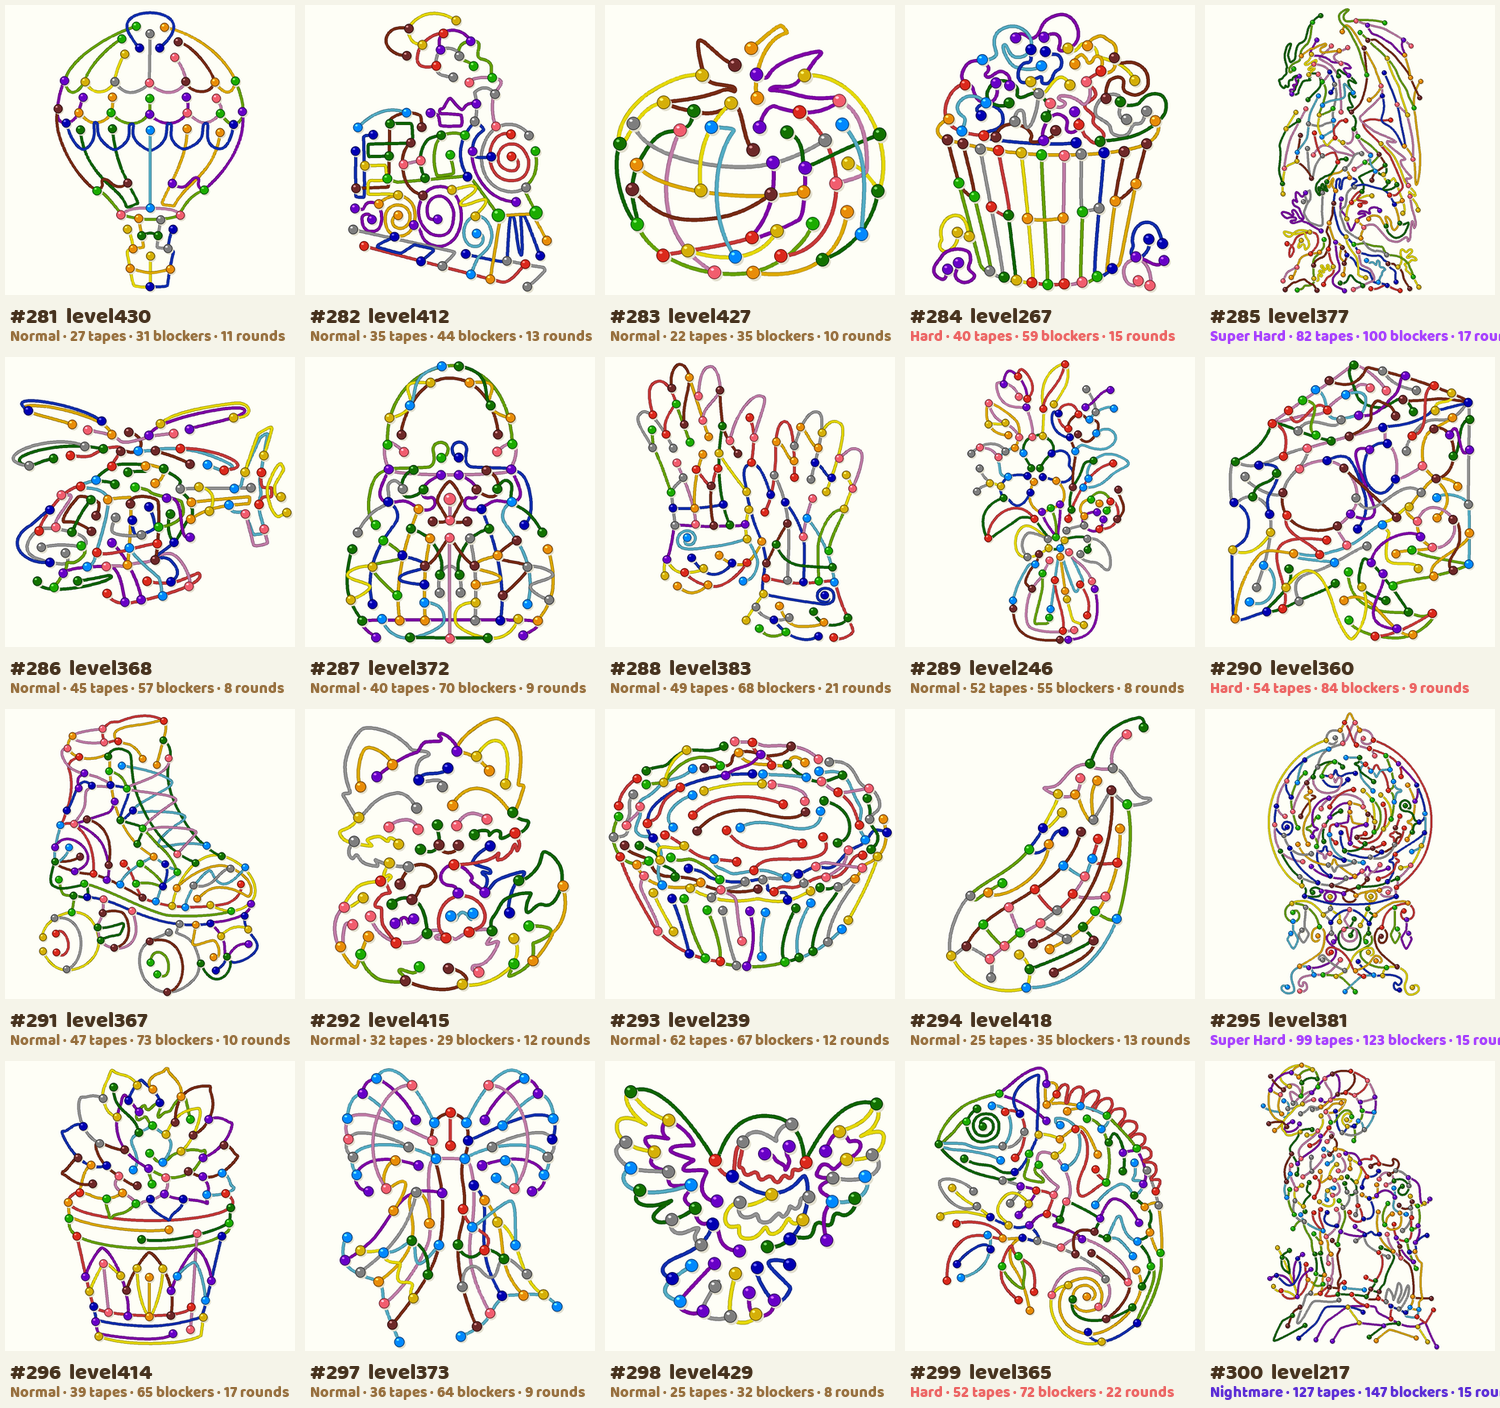 #281 level430
Normal · 27 tapes · 31 blockers · 11 rounds
#282 level412
Normal · 35 tapes · 44 blockers · 13 rounds
#283 level427
Normal · 22 tapes · 35 blockers · 10 rounds
#284 level267
Hard · 40 tapes · 59 blockers · 15 rounds
#285 level377
Super Hard · 82 tapes · 100 blockers · 17 roun
#286 level368
Normal · 45 tapes · 57 blockers · 8 rounds
#287 level372
Normal · 40 tapes · 70 blockers · 9 rounds
#288 level383
Normal · 49 tapes · 68 blockers · 21 rounds
#289 level246
Normal · 52 tapes · 55 blockers · 8 rounds
#290 level360
Hard · 54 tapes · 84 blockers · 9 rounds
#291 level367
Normal · 47 tapes · 73 blockers · 10 rounds
#292 level415
Normal · 32 tapes · 29 blockers · 12 rounds
#293 level239
Normal · 62 tapes · 67 blockers · 12 rounds
#294 level418
Normal · 25 tapes · 35 blockers · 13 rounds
#295 level381
Super Hard · 99 tapes · 123 blockers · 15 roun
#296 level414
Normal · 39 tapes · 65 blockers · 17 rounds
#297 level373
Normal · 36 tapes · 64 blockers · 9 rounds
#298 level429
Normal · 25 tapes · 32 blockers · 8 rounds
#299 level365
Hard · 52 tapes · 72 blockers · 22 rounds
#300 level217
Nightmare · 127 tapes · 147 blockers · 15 rou